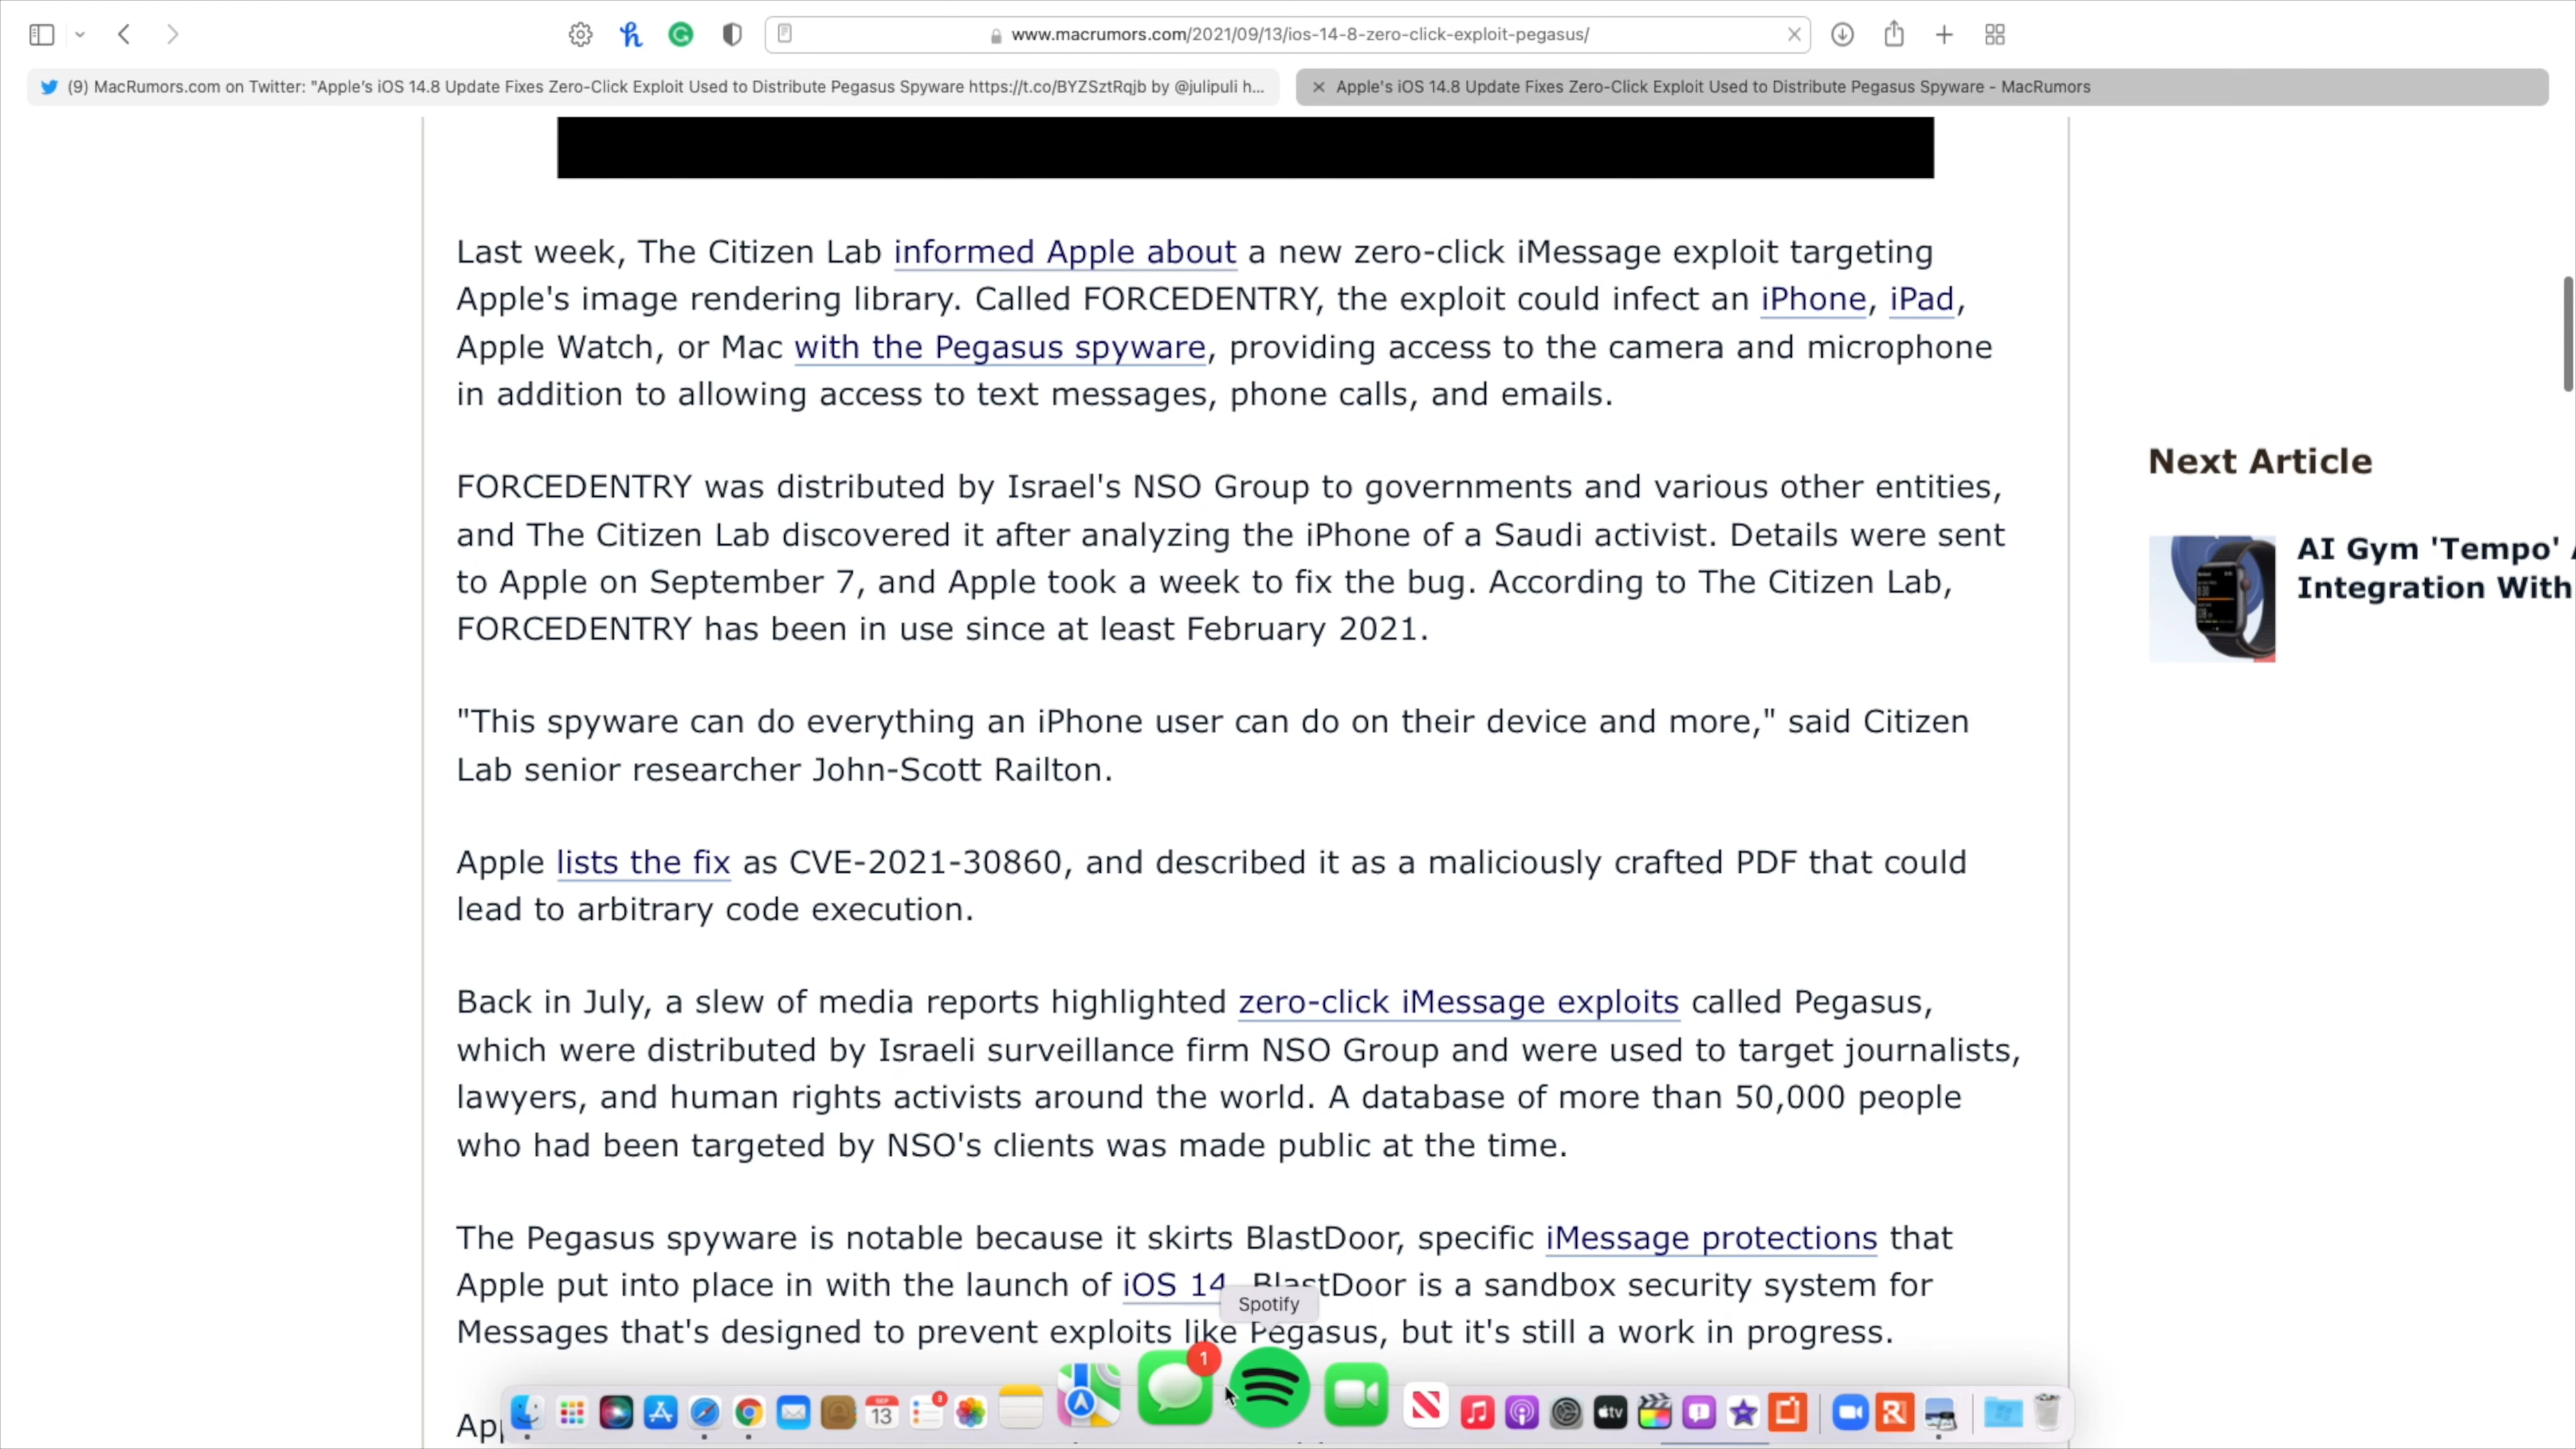 www.macrumors.com/2021/09/13/ios-14-8-zero-click-exploit-pegasus/
(9) MacRumors.com on Twitter: "Apple's iOS 14.8 Update Fixes Zero-Click Exploit Used to Distribute Pegasus Spyware https://t.co/BYZSztRqjb by @julipuli h...
Apple's iOS 14.8 Update Fixes Zero-Click Exploit Used to Distribute Pegasus Spyware - MacRumors
Last week, The Citizen Lab informed Apple about a new zero-click iMessage exploit targeting
Apple's image rendering library. Called FORCEDENTRY, the exploit could infect an iPhone, iPad,
Apple Watch, or Mac with the Pegasus spyware, providing access to the camera and microphone
in addition to allowing access to text messages, phone calls, and emails.
FORCEDENTRY was distributed by Israel's NSO Group to governments and various other entities,
and The Citizen Lab discovered it after analyzing the iPhone of a Saudi activist. Details were sent
to Apple on September 7, and Apple took a week to fix the bug. According to The Citizen Lab,
FORCEDENTRY has been in use since at least February 2021.
"This spyware can do everything an iPhone user can do on their device and more," said Citizen
Lab senior researcher John-Scott Railton.
Apple lists the fix as CVE-2021-30860, and described it as a maliciously crafted PDF that could
lead to arbitrary code execution.
Back in July, a slew of media reports highlighted zero-click iMessage exploits called Pegasus,
which were distributed by Israeli surveillance firm NSO Group and were used to target journalists,
lawyers, and human rights activists around the world. A database of more than 50,000 people
who had been targeted by NSO's clients was made public at the time.
The Pegasus spyware is notable because it skirts BlastDoor, specific iMessage protections that
Apple put into place in with the launch of iOS 14. BlastDoor is a sandbox security system for
Messages that's designed to prevent exploits like Pegasus, but it's still a work in progress.
Next Article
AI Gym 'Tempo'
Integration With
Spotify
1
SEP
13
3
tv